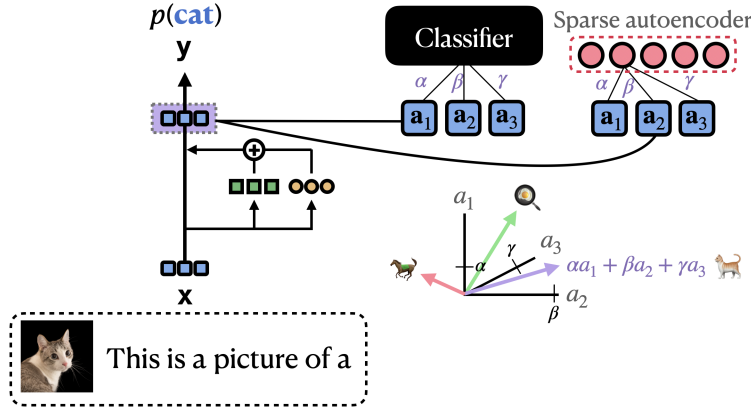 p(cat)
y
Classifier
Sparse autoencoder
α β γ
α β γ
a1 a2 a3
a1 a2 a3
+
x
a1
α
γ
a3
αa1 + βa2 + γa3
a2
β
This is a picture of a